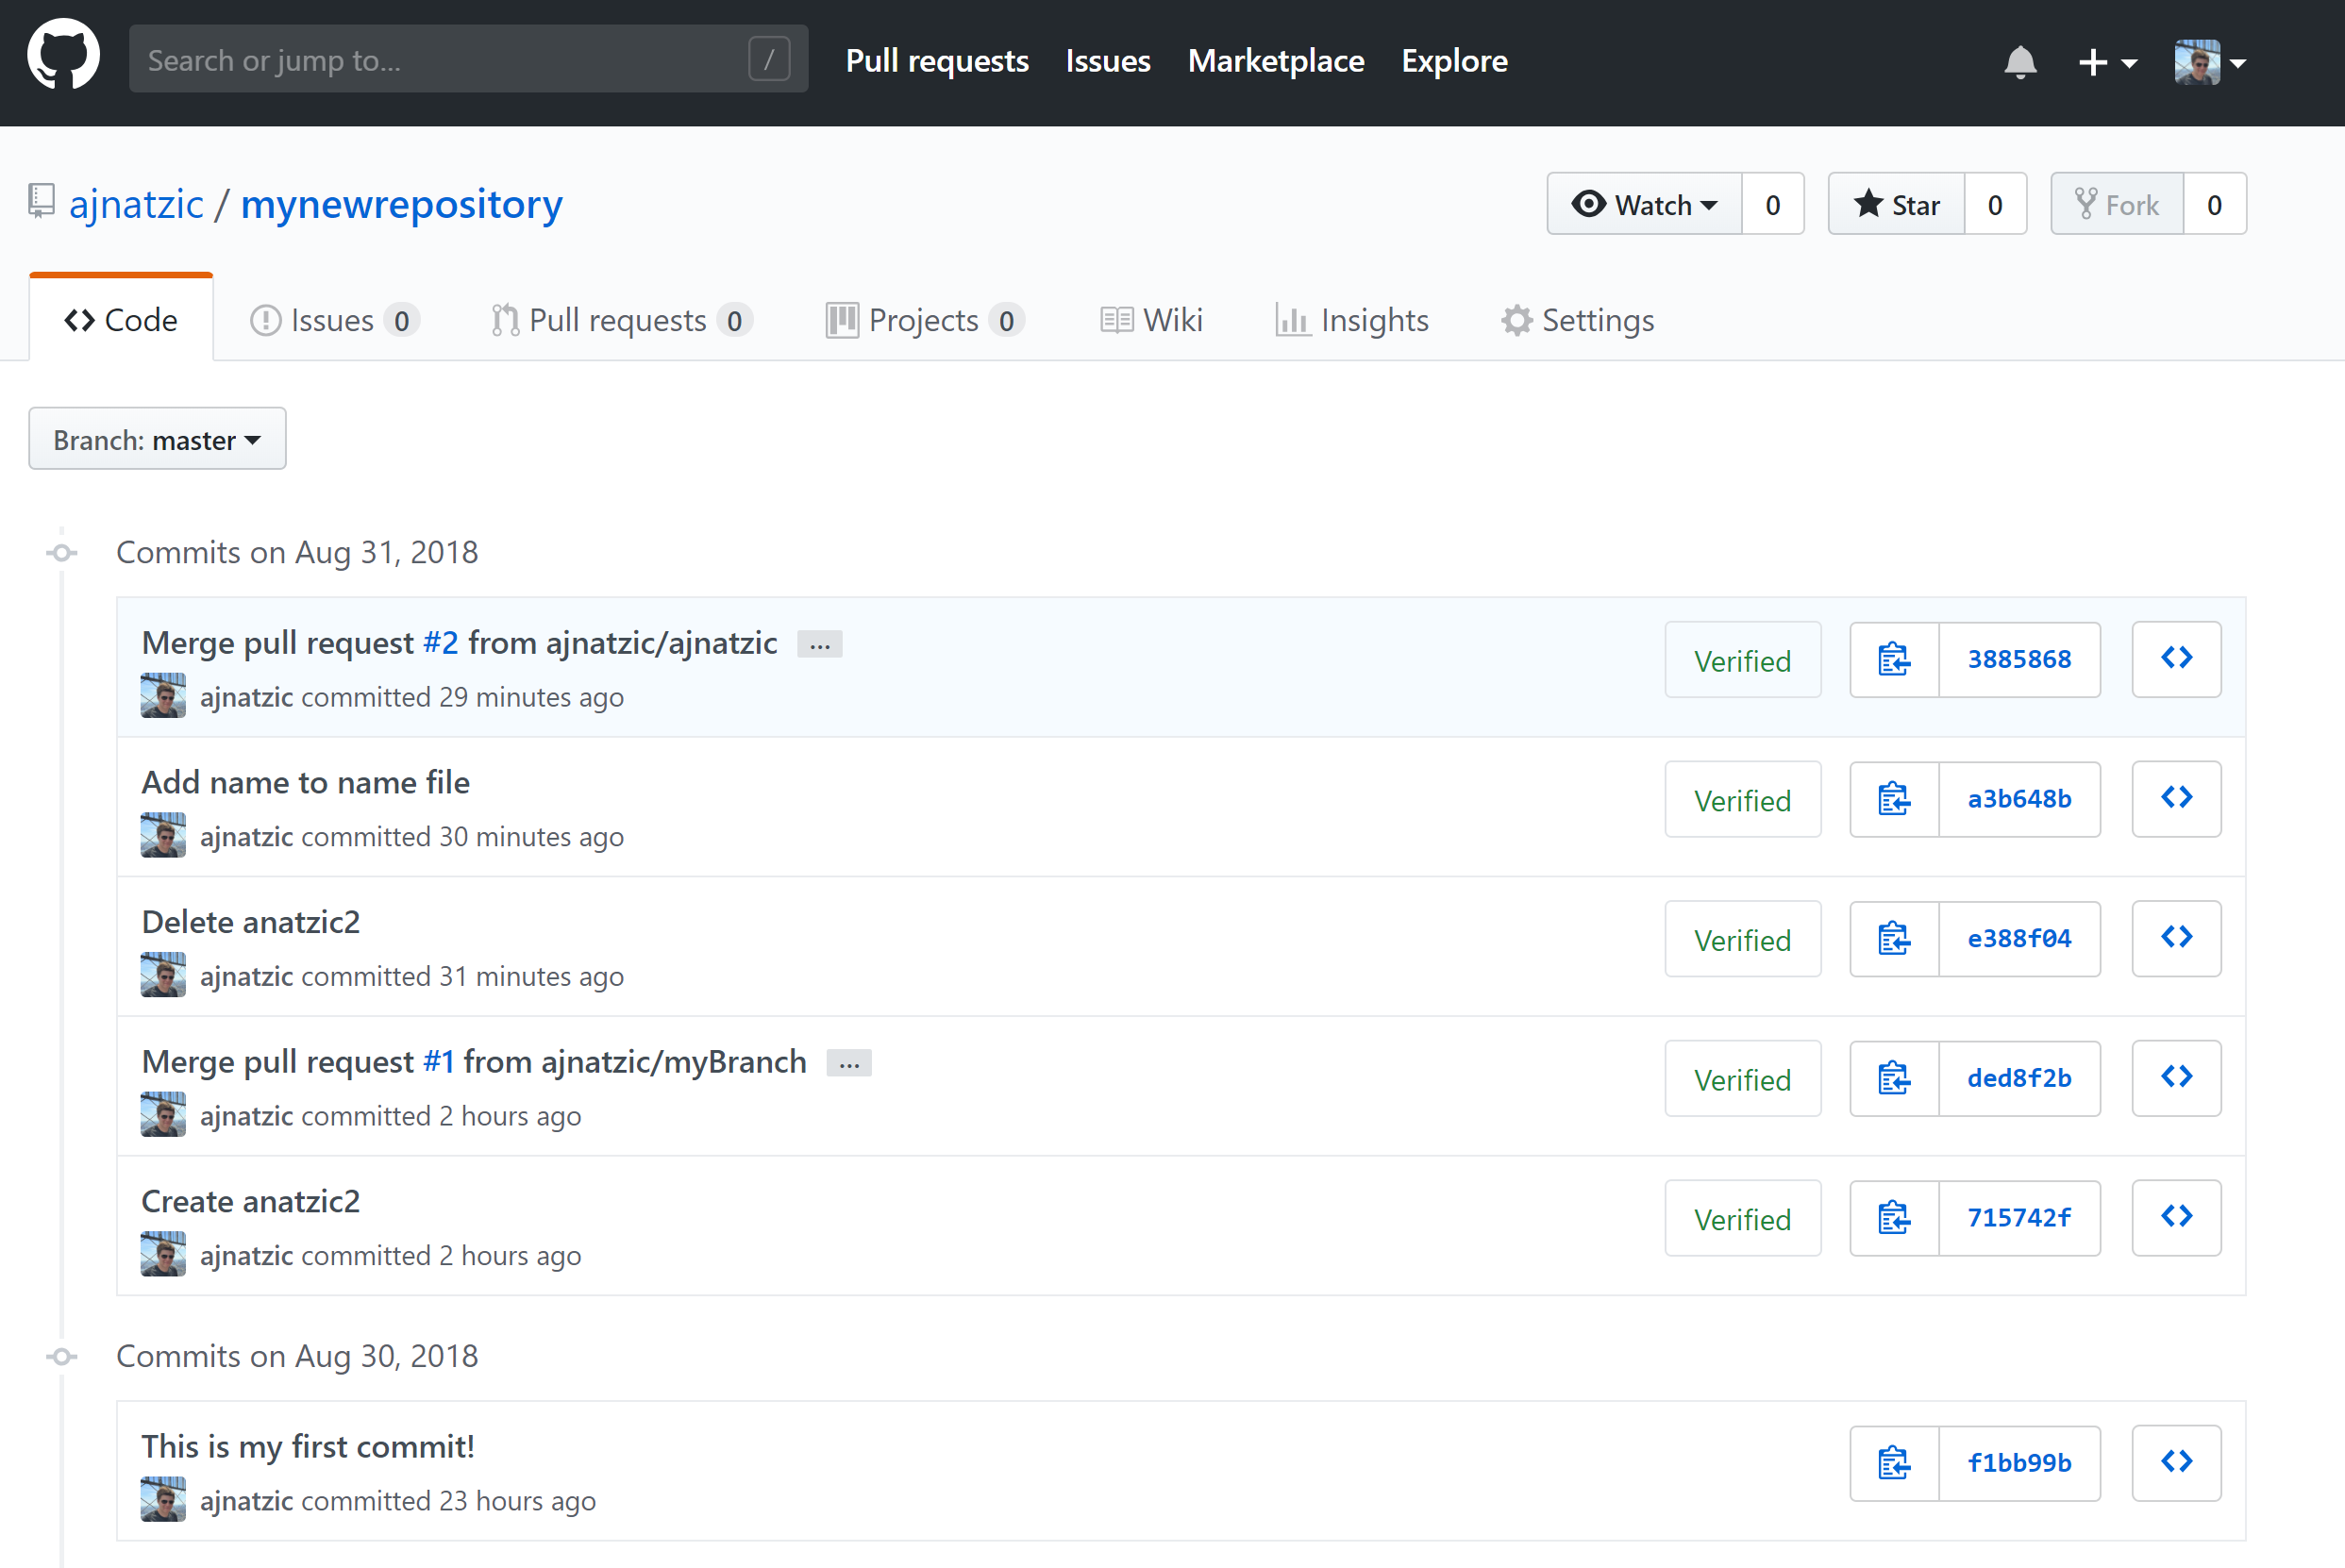 Search or jump to... / Pull requests Issues Marketplace Explore
ajnatzic / mynewrepository Watch 0 Star 0 Fork 0
Code Issues 0 Pull requests 0 Projects 0 Wiki Insights Settings
Branch: master
Commits on Aug 31, 2018
Merge pull request #2 from ajnatzic/ajnatzic ...
ajnatzic committed 29 minutes ago
Verified 3885868
Add name to name file
ajnatzic committed 30 minutes ago
Verified a3b648b
Delete anatzic2
ajnatzic committed 31 minutes ago
Verified e388f04
Merge pull request #1 from ajnatzic/myBranch ...
ajnatzic committed 2 hours ago
Verified ded8f2b
Create anatzic2
ajnatzic committed 2 hours ago
Verified 715742f
Commits on Aug 30, 2018
This is my first commit!
ajnatzic committed 23 hours ago
f1bb99b